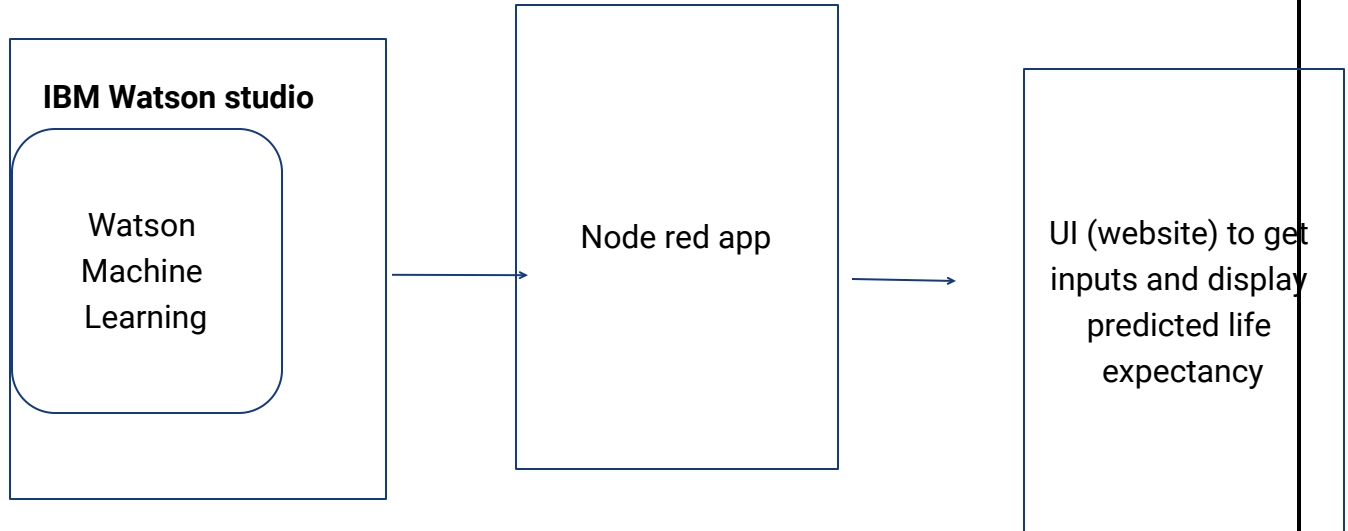 IBM Watson studio
Watson
Machine
Learning
Node red app
UI (website) to get
inputs and display
predicted life
expectancy